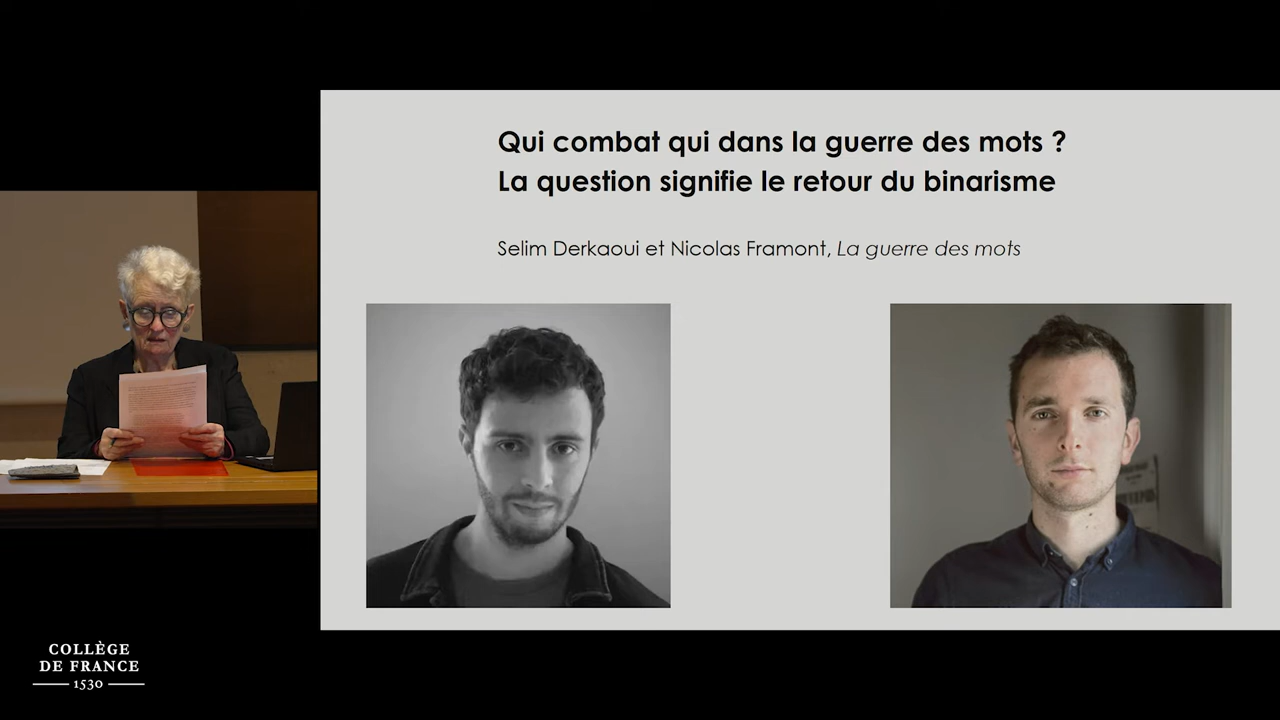 Qui combat qui dans la guerre des mots ?
La question signifie le retour du binarisme
Selim Derkaoui et Nicolas Framont, La guerre des mots
COLLÈGE
DE FRANCE
1530